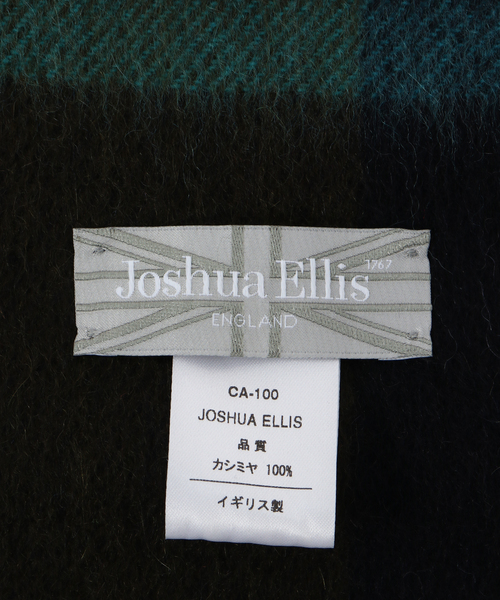 Joshua Ellis 1767
ENGLAND
CA-100
JOSHUA ELLIS
品質
カシミヤ 100%
イギリス製